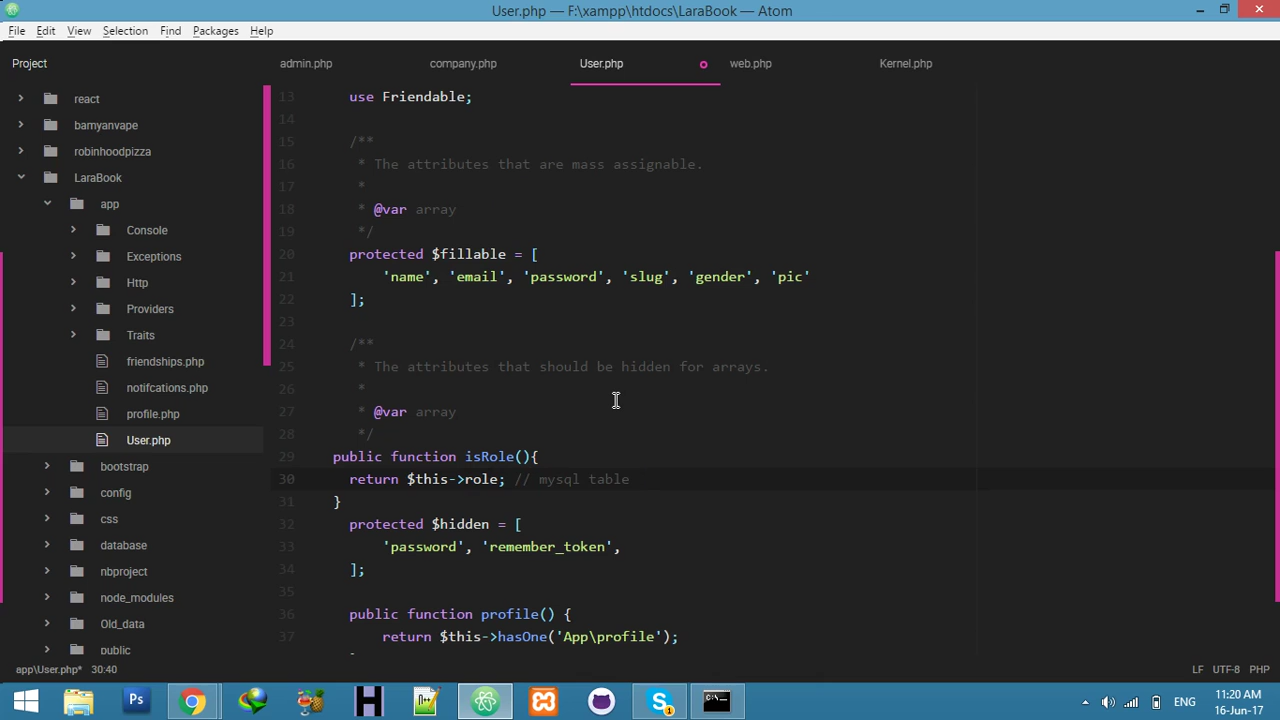 User.php — F:\xampp\htdocs\LaraBook — Atom
File Edit View Selection Find Packages Help
Project
admin.php company.php User.php web.php Kernel.php
react
bamyanvape
robinhoodpizza
LaraBook
app
Console
Exceptions
Http
Providers
Traits
friendships.php
notifcations.php
profile.php
User.php
bootstrap
config
css
database
nbproject
node_modules
Old_data
public
13 use Friendable;
14
15 /**
16 * The attributes that are mass assignable.
17 *
18 * @var array
19 */
20 protected $fillable = [
21 'name', 'email', 'password', 'slug', 'gender', 'pic'
22 ];
23
24 /**
25 * The attributes that should be hidden for arrays.
26 *
27 * @var array
28 */
29 public function isRole(){
30 return $this->role; // mysql table
31 }
32 protected $hidden = [
33 'password', 'remember_token',
34 ];
35
36 public function profile() {
37 return $this->hasOne('App\profile');
app\User.php* 30:40 LF UTF-8 PHP
Ps H S 1 ENG 11:20 AM
16-Jun-17